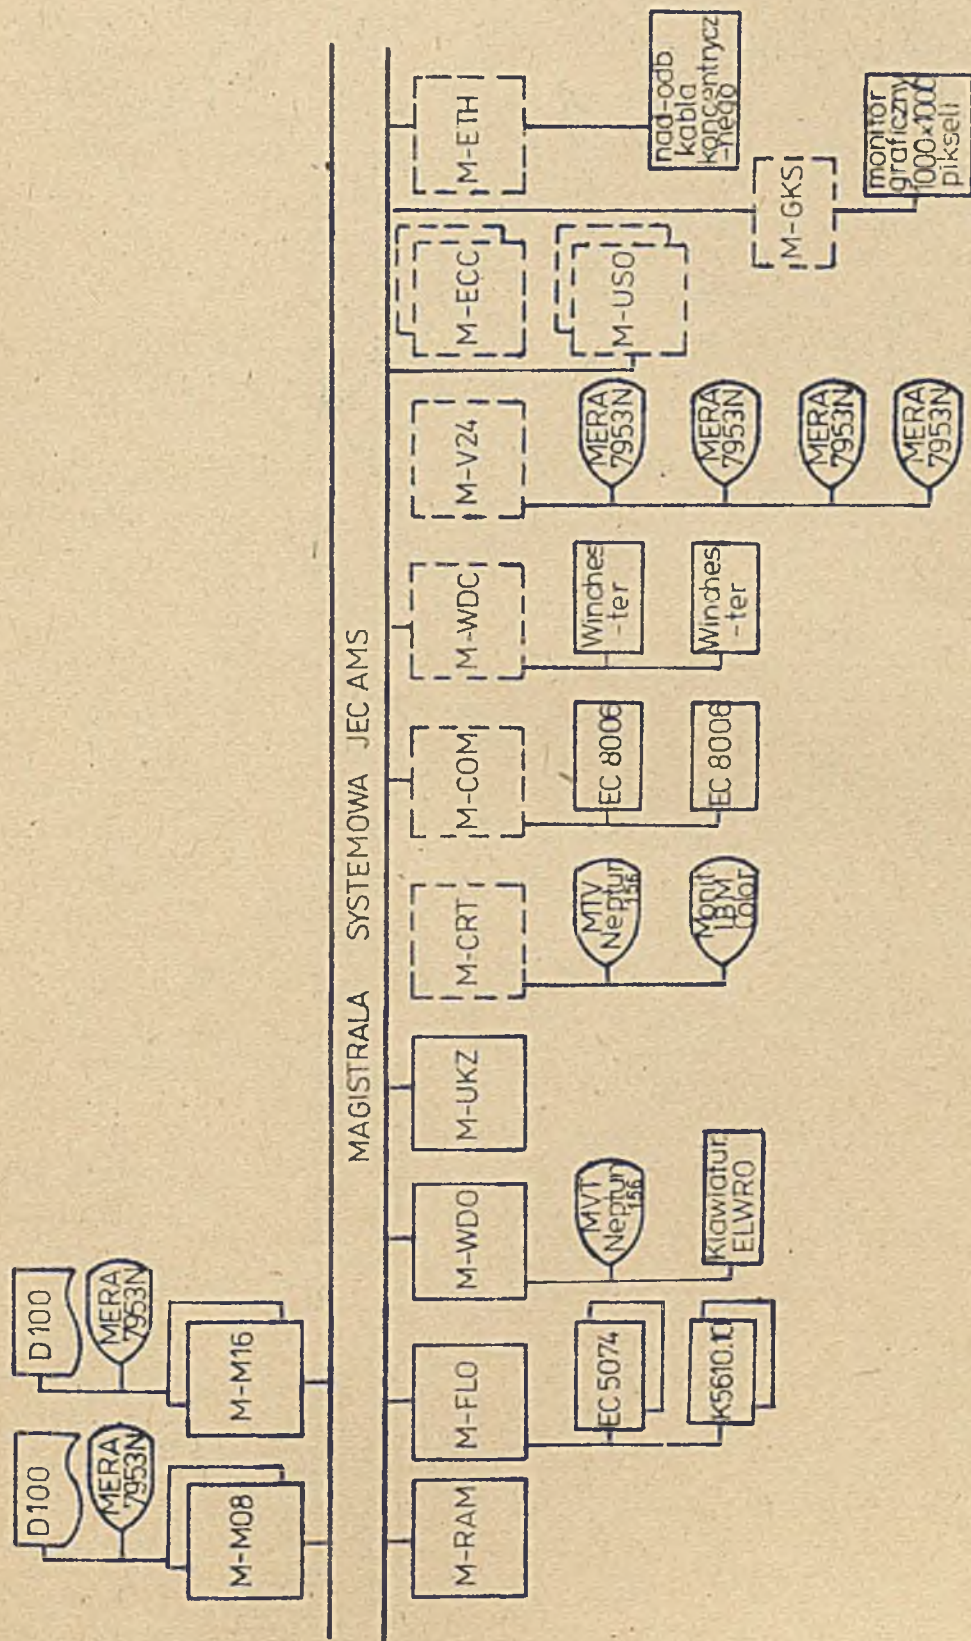 D100
MERA
7953N
M-M08
D100
MERA
7953N
M-M16
MAGISTRALA SYSTEMOWA JEC AMS
M-RAM
M-FLO
EC 5074
K5610.10
M-WDO
MVT
Neptun
156
Klawiatur.
ELWRO
M-UKZ
M-CRT
MTV
Neptun
156
Monit
IBM
color
M-COM
EC 8006
EC 8006
M-WDC
Winches
-ter
Winches
-ter
M-V24
MERA
7953N
MERA
7953N
MERA
7953N
MERA
7953N
M-ECC
M-USO
M-ETH
nad-odb
kabla
koncentrycz
-nego
M-GKSI
monitor
graficzny
1000x1000
pikseli